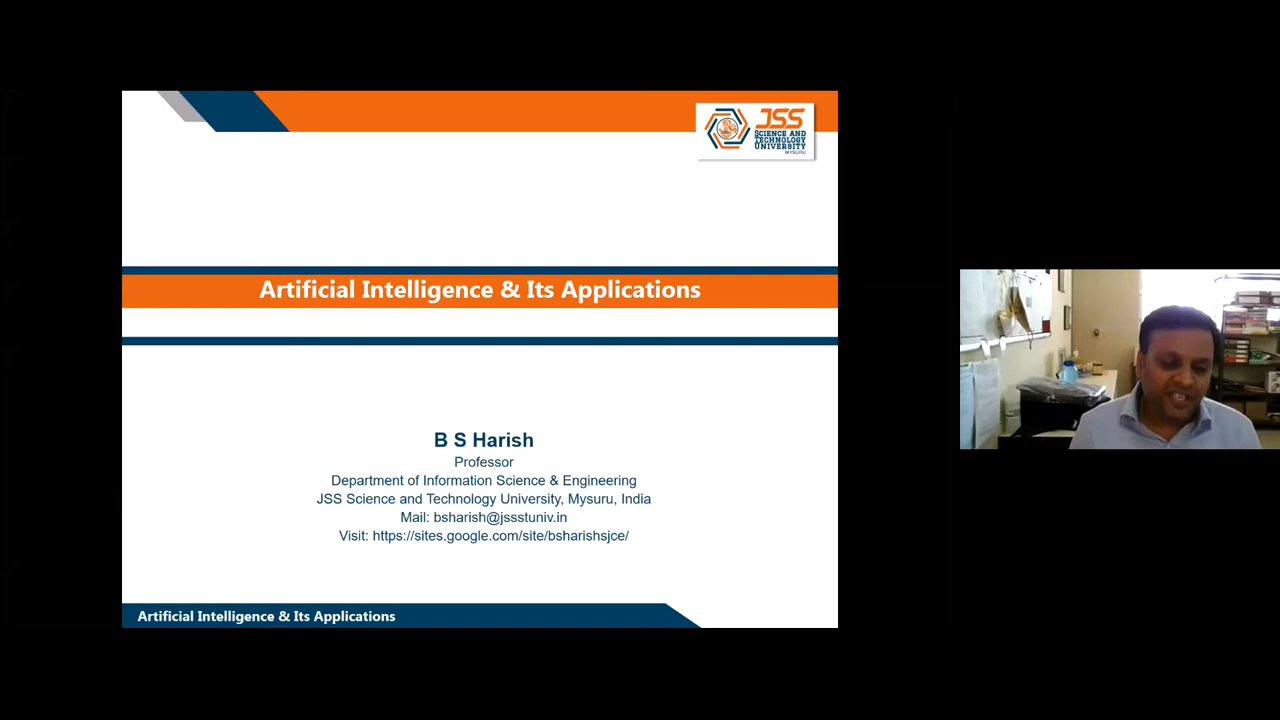 JSS
SCIENCE AND
TECHNOLOGY
UNIVERSITY
MYSURU
Artificial Intelligence & Its Applications
B S Harish
Professor
Department of Information Science & Engineering
JSS Science and Technology University, Mysuru, India
Mail: bsharish@jssstuniv.in
Visit: https://sites.google.com/site/bsharishsjce/
Artificial Intelligence & Its Applications